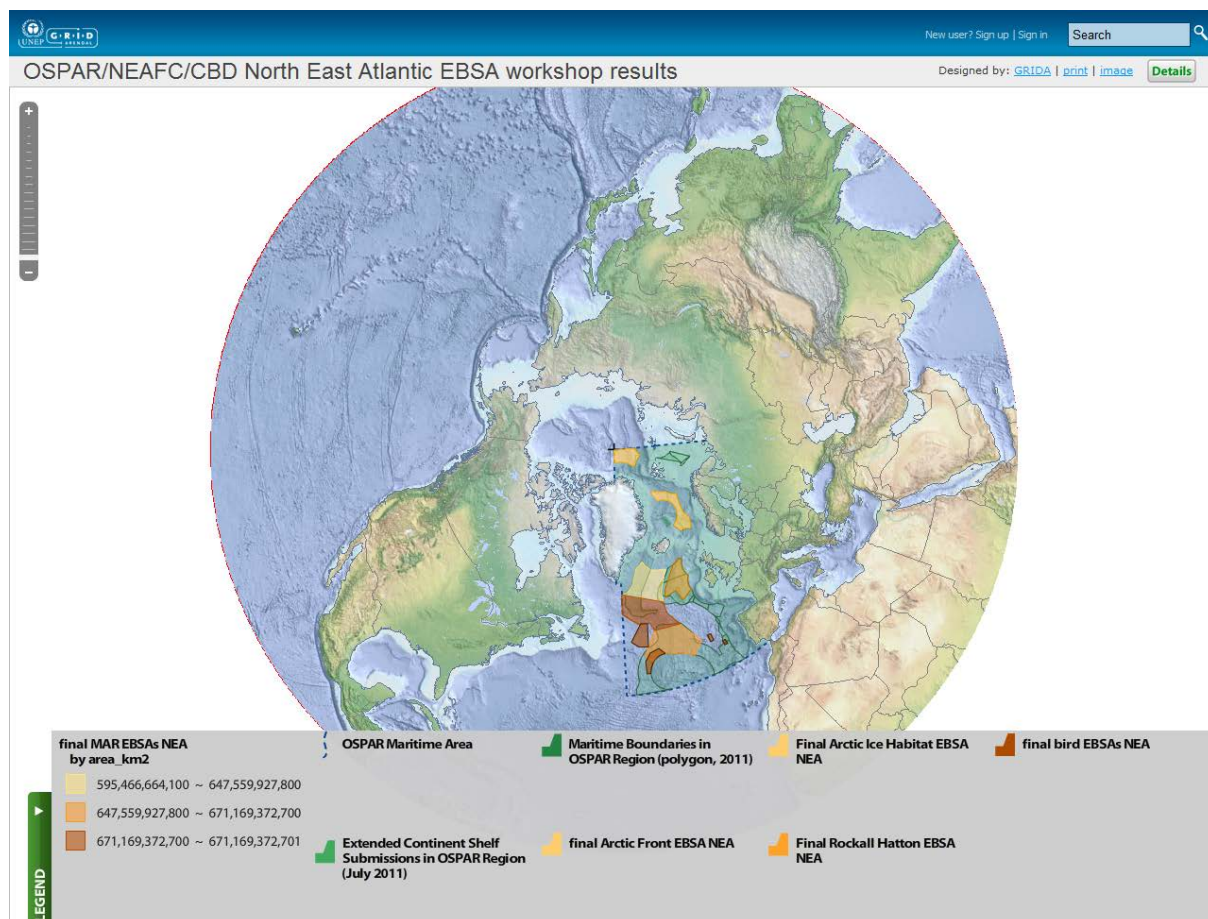 UNEP
G·R·I·D
ARENDAL
New user? Sign up | Sign in
Search
OSPAR/NEAFC/CBD North East Atlantic EBSA workshop results
Designed by: GRIDA | print | image
Details
+
−
LEGEND
final MAR EBSAs NEA
by area_km2
595,466,664,100 ~ 647,559,927,800
647,559,927,800 ~ 671,169,372,700
671,169,372,700 ~ 671,169,372,701
OSPAR Maritime Area
Maritime Boundaries in
OSPAR Region (polygon, 2011)
Final Arctic Ice Habitat EBSA
NEA
final bird EBSAs NEA
Extended Continent Shelf
Submissions in OSPAR Region
(July 2011)
final Arctic Front EBSA NEA
Final Rockall Hatton EBSA
NEA